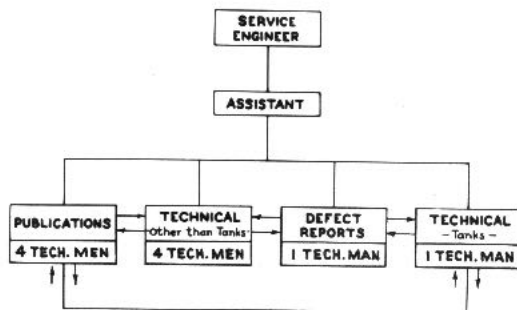 SERVICE
ENGINEER
ASSISTANT
PUBLICATIONS
4 TECH. MEN
TECHNICAL
Other than Tanks
4 TECH. MEN
DEFECT
REPORTS
1 TECH. MAN
TECHNICAL
-Tanks-
1 TECH. MAN